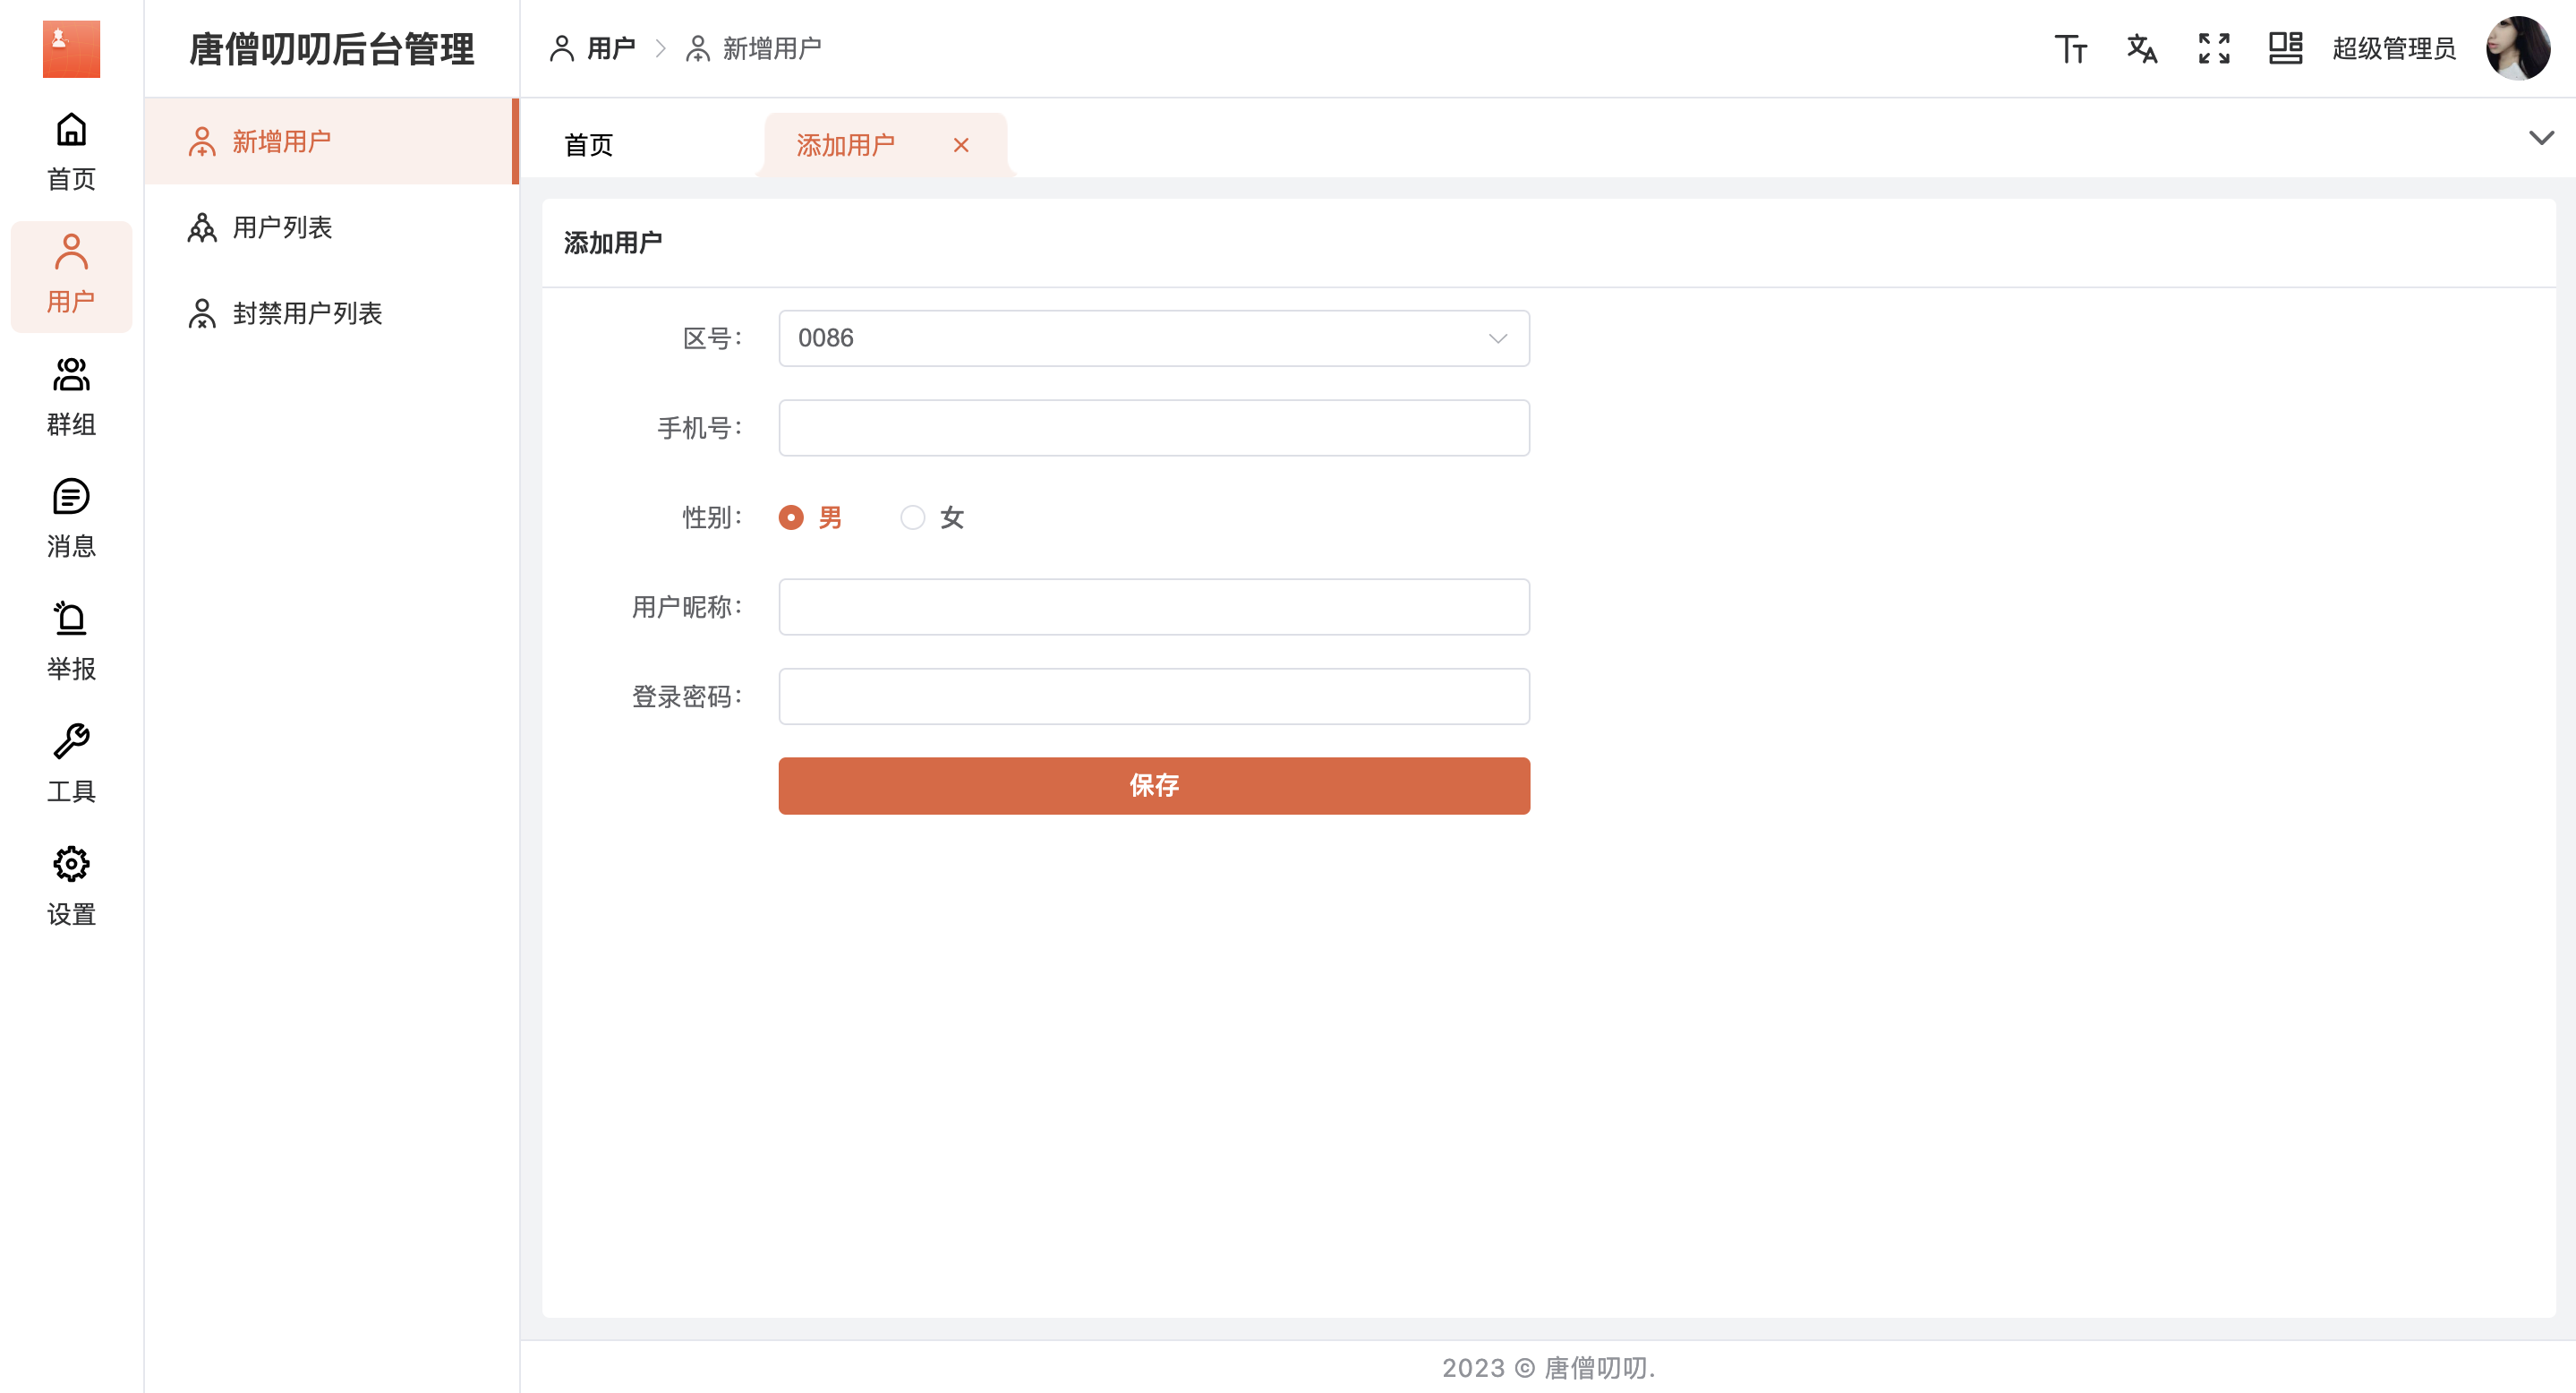 唐僧叨叨后台管理
用户
新增用户
超级管理员
首页
用户
群组
消息
举报
工具
设置
新增用户
用户列表
封禁用户列表
首页
添加用户
添加用户
区号:
0086
手机号:
性别:
男
女
用户昵称:
登录密码:
保存
2023 © 唐僧叨叨.